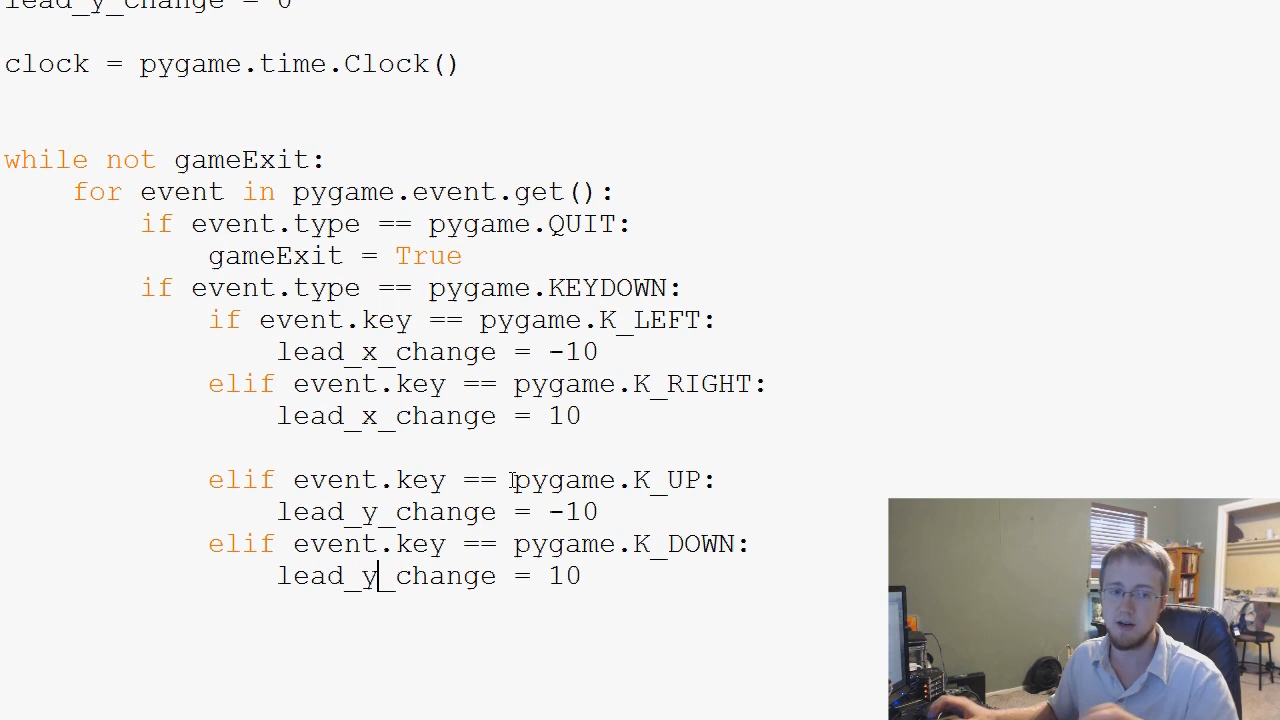 lead_y_change = 0
clock = pygame.time.Clock()
while not gameExit:
for event in pygame.event.get():
if event.type == pygame.QUIT:
gameExit = True
if event.type == pygame.KEYDOWN:
if event.key == pygame.K_LEFT:
lead_x_change = -10
elif event.key == pygame.K_RIGHT:
lead_x_change = 10
elif event.key == pygame.K_UP:
lead_y_change = -10
elif event.key == pygame.K_DOWN:
lead_y_change = 10